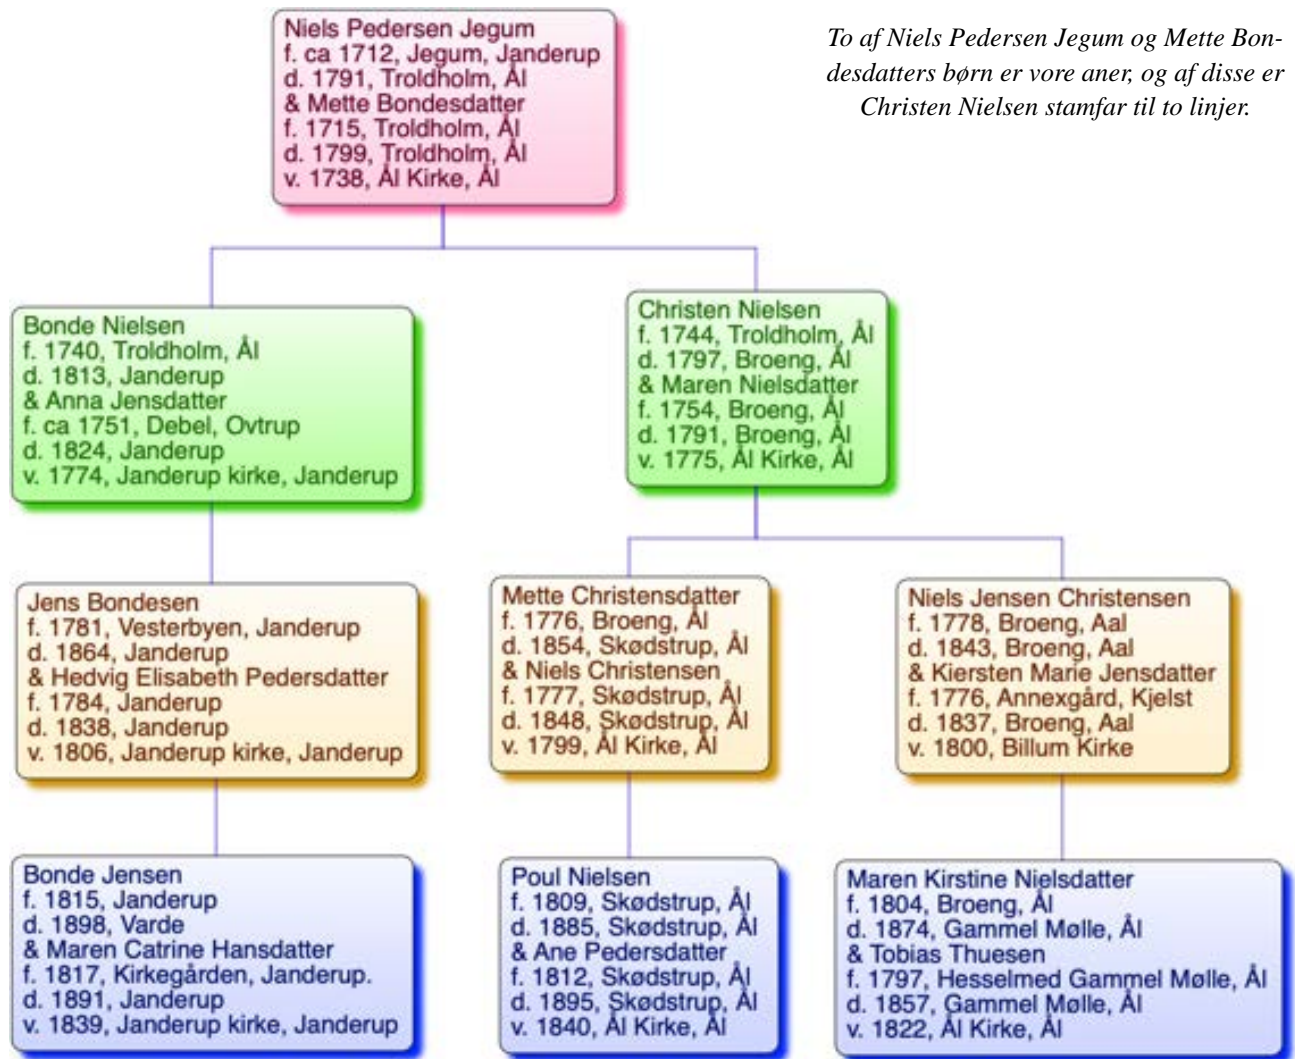 Niels Pedersen Jegum
f. ca 1712, Jegum, Janderup
d. 1791, Troldholm, Ål
& Mette Bondesdatter
f. 1715, Troldholm, Ål
d. 1799, Troldholm, Ål
v. 1738, Ål Kirke, Ål
To af Niels Pedersen Jegum og Mette Bon-
desdatters børn er vore aner, og af disse er
Christen Nielsen stamfar til to linjer.
Bonde Nielsen
f. 1740, Troldholm, Ål
d. 1813, Janderup
& Anna Jensdatter
f. ca 1751, Debel, Ovtrup
d. 1824, Janderup
v. 1774, Janderup kirke, Janderup
Christen Nielsen
f. 1744, Troldholm, Ål
d. 1797, Broeng, Ål
& Maren Nielsdatter
f. 1754, Broeng, Ål
d. 1791, Broeng, Ål
v. 1775, Ål Kirke, Ål
Jens Bondesen
f. 1781, Vesterbyen, Janderup
d. 1864, Janderup
& Hedvig Elisabeth Pedersdatter
f. 1784, Janderup
d. 1838, Janderup
v. 1806, Janderup kirke, Janderup
Mette Christensdatter
f. 1776, Broeng, Ål
d. 1854, Skødstrup, Ål
& Niels Christensen
f. 1777, Skødstrup, Ål
d. 1848, Skødstrup, Ål
v. 1799, Ål Kirke, Ål
Niels Jensen Christensen
f. 1778, Broeng, Aal
d. 1843, Broeng, Aal
& Kiersten Marie Jensdatter
f. 1776, Annexgård, Kjelst
d. 1837, Broeng, Aal
v. 1800, Billum Kirke
Bonde Jensen
f. 1815, Janderup
d. 1898, Varde
& Maren Catrine Hansdatter
f. 1817, Kirkegården, Janderup.
d. 1891, Janderup
v. 1839, Janderup kirke, Janderup
Poul Nielsen
f. 1809, Skødstrup, Ål
d. 1885, Skødstrup, Ål
& Ane Pedersdatter
f. 1812, Skødstrup, Ål
d. 1895, Skødstrup, Ål
v. 1840, Ål Kirke, Ål
Maren Kirstine Nielsdatter
f. 1804, Broeng, Ål
d. 1874, Gammel Mølle, Ål
& Tobias Thuesen
f. 1797, Hesselmed Gammel Mølle, Ål
d. 1857, Gammel Mølle, Ål
v. 1822, Ål Kirke, Ål